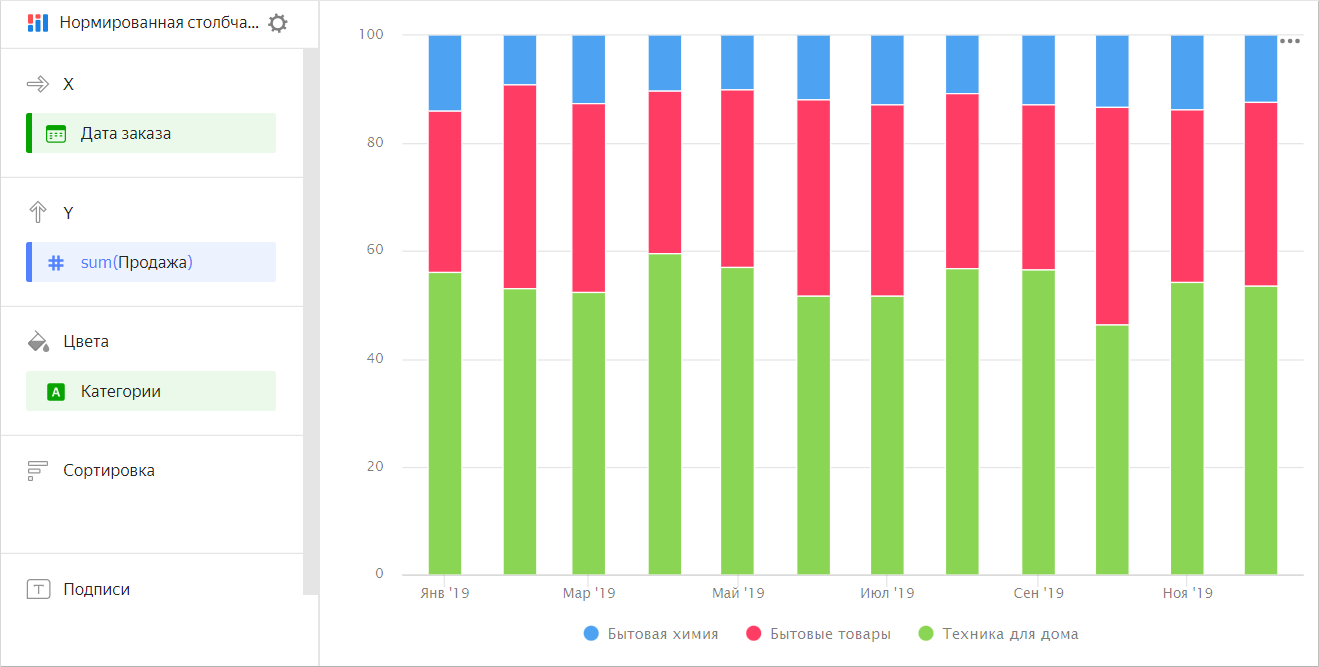 Нормированная столбча...
X
Дата заказа
Y
sum(Продажа)
Цвета
A Категории
Сортировка
T Подписи
100
80
60
40
20
0
Янв '19 Мар '19 Май '19 Июл '19 Сен '19 Ноя '19
Бытовая химия Бытовые товары Техника для дома